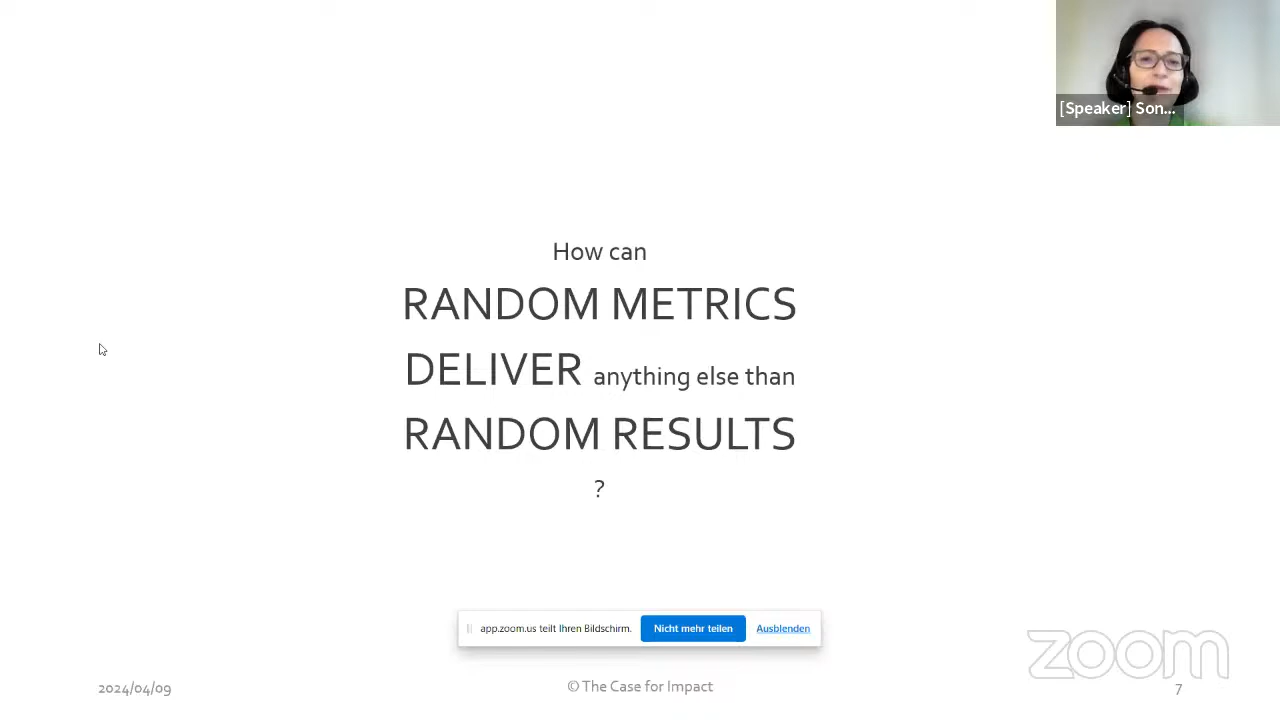 [Speaker] Son...
How can
RANDOM METRICS
DELIVER anything else than
RANDOM RESULTS
?
app.zoom.us teilt Ihren Bildschirm. Nicht mehr teilen Ausblenden
zoom
2024/04/09 © The Case for Impact 7